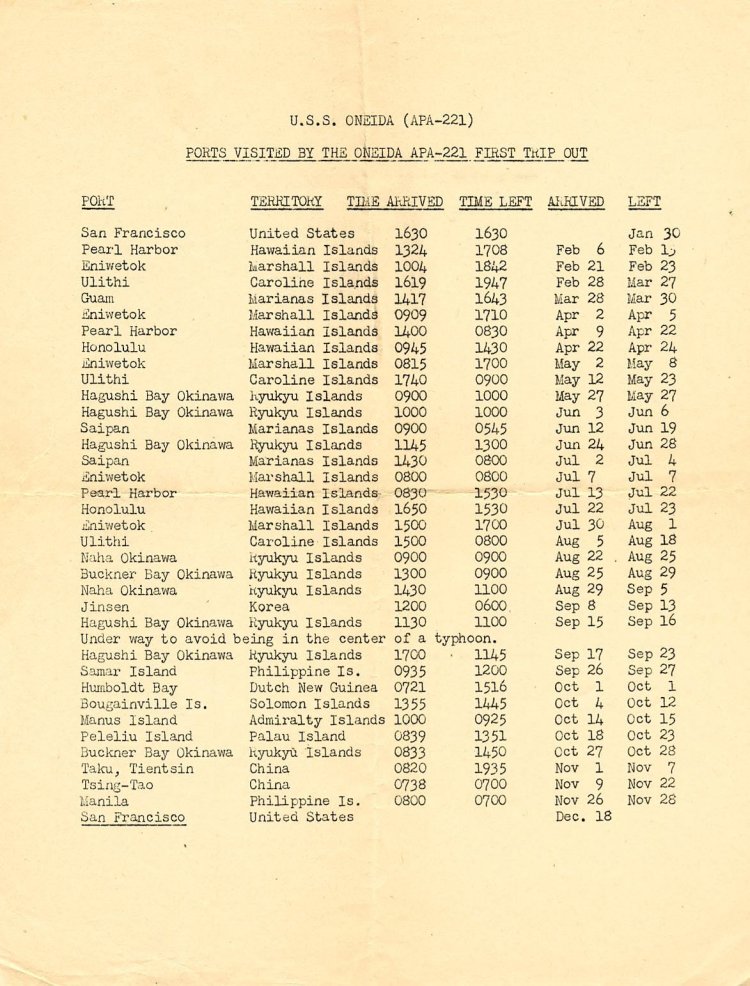 U.S.S. ONEIDA (APA-221)
PORTS VISITED BY THE ONEIDA APA-221 FIRST TRIP OUT
PORT TERRITORY TIME ARRIVED TIME LEFT ARRIVED LEFT
San Francisco United States 1630 1630 Jan 30
Pearl Harbor Hawaiian Islands 1324 1708 Feb 6 Feb
Eniwetok Marshall Islands 1004 1842 Feb 21 Feb 23
Ulithi Caroline Islands 1619 1947 Feb 28 Mar 27
Guam Marianas Islands 1417 1643 Mar 28 Mar 30
Eniwetok Marshall Islands 0909 1710 Apr 2 Apr 5
Pearl Harbor Hawaiian Islands 1400 0830 Apr 9 Apr 22
Honolulu Hawaiian Islands 0945 1430 Apr 22 Apr 24
Eniwetok Marshall Islands 0815 1700 May 2 May 8
Ulithi Caroline Islands 1740 0900 May 12 May 23
Hagushi Bay Okinawa Ryukyu Islands 0900 1000 May 27 May 27
Hagushi Bay Okinawa Ryukyu Islands 1000 1000 Jun 3 Jun 6
Saipan Marianas Islands 0900 0545 Jun 12 Jun 19
Hagushi Bay Okinawa Ryukyu Islands 1145 1300 Jun 24 Jun 28
Saipan Marianas Islands 1430 0800 Jul 2 Jul 4
Eniwetok Marshall Islands 0800 0800 Jul 7 Jul 7
Pearl Harbor Hawaiian Islands 0830 1530 Jul 13 Jul 22
Honolulu Hawaiian Islands 1650 1530 Jul 22 Jul 23
Eniwetok Marshall Islands 1500 1700 Jul 30 Aug 1
Ulithi Caroline Islands 1500 0800 Aug 5 Aug 18
Naha Okinawa Ryukyu Islands 0900 0900 Aug 22 Aug 25
Buckner Bay Okinawa Ryukyu Islands 1300 0900 Aug 25 Aug 29
Naha Okinawa Ryukyu Islands 1430 1100 Aug 29 Sep 5
Jinsen Korea 1200 0600 Sep 8 Sep 13
Hagushi Bay Okinawa Ryukyu Islands 1130 1100 Sep 15 Sep 16
Under way to avoid being in the center of a typhoon.
Hagushi Bay Okinawa Ryukyu Islands 1700 1145 Sep 17 Sep 23
Samar Island Philippine Is. 0935 1200 Sep 26 Sep 27
Humboldt Bay Dutch New Guinea 0721 1516 Oct 1 Oct 1
Bougainville Is. Solomon Islands 1355 1445 Oct 4 Oct 12
Manus Island Admiralty Islands 1000 0925 Oct 14 Oct 15
Peleliu Island Palau Island 0839 1351 Oct 18 Oct 23
Buckner Bay Okinawa Ryukyu Islands 0833 1450 Oct 27 Oct 28
Taku, Tientsin China 0820 1935 Nov 1 Nov 7
Tsing-Tao China 0738 0700 Nov 9 Nov 22
Manila Philippine Is. 0800 0700 Nov 26 Nov 28
San Francisco United States Dec. 18